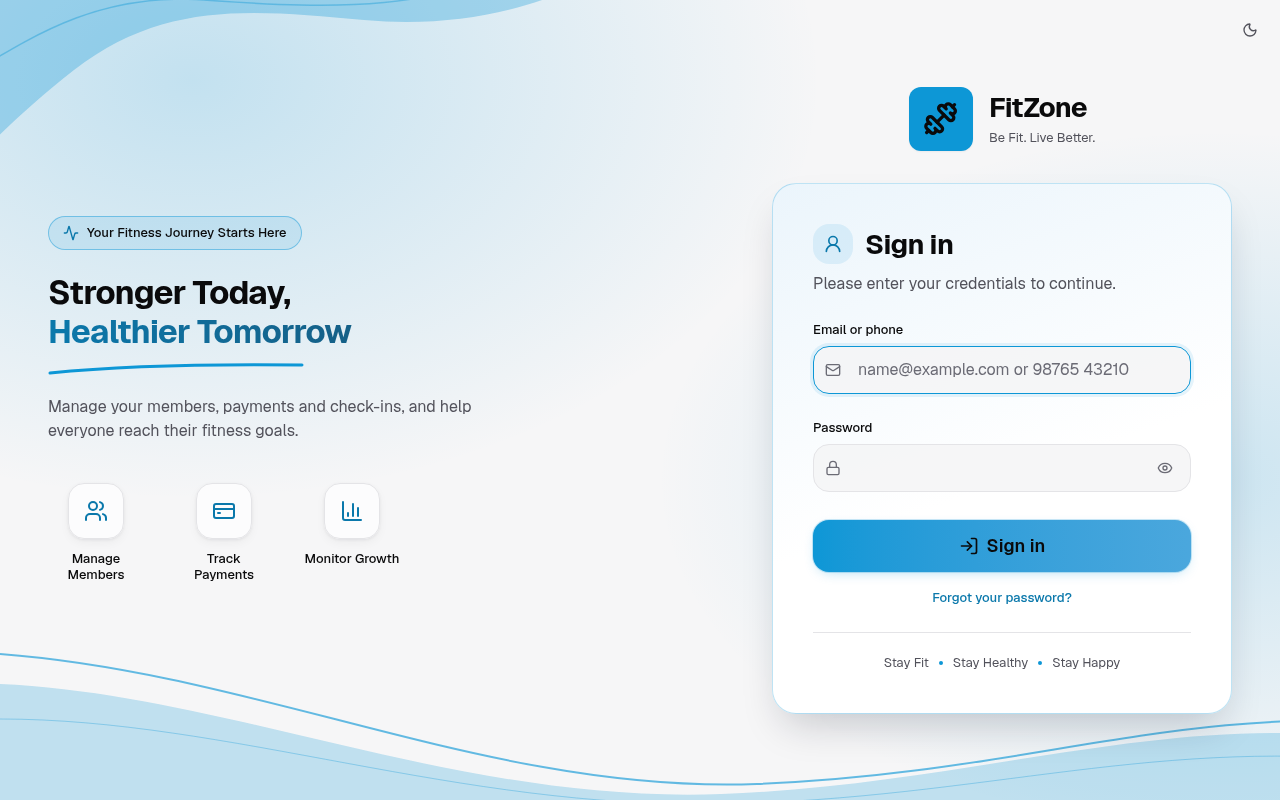 FitZone
Be Fit. Live Better.
Your Fitness Journey Starts Here
Stronger Today,
Healthier Tomorrow
Manage your members, payments and check-ins, and help
everyone reach their fitness goals.
Manage
Members
Track
Payments
Monitor Growth
Sign in
Please enter your credentials to continue.
Email or phone
name@example.com or 98765 43210
Password
Sign in
Forgot your password?
Stay Fit • Stay Healthy • Stay Happy